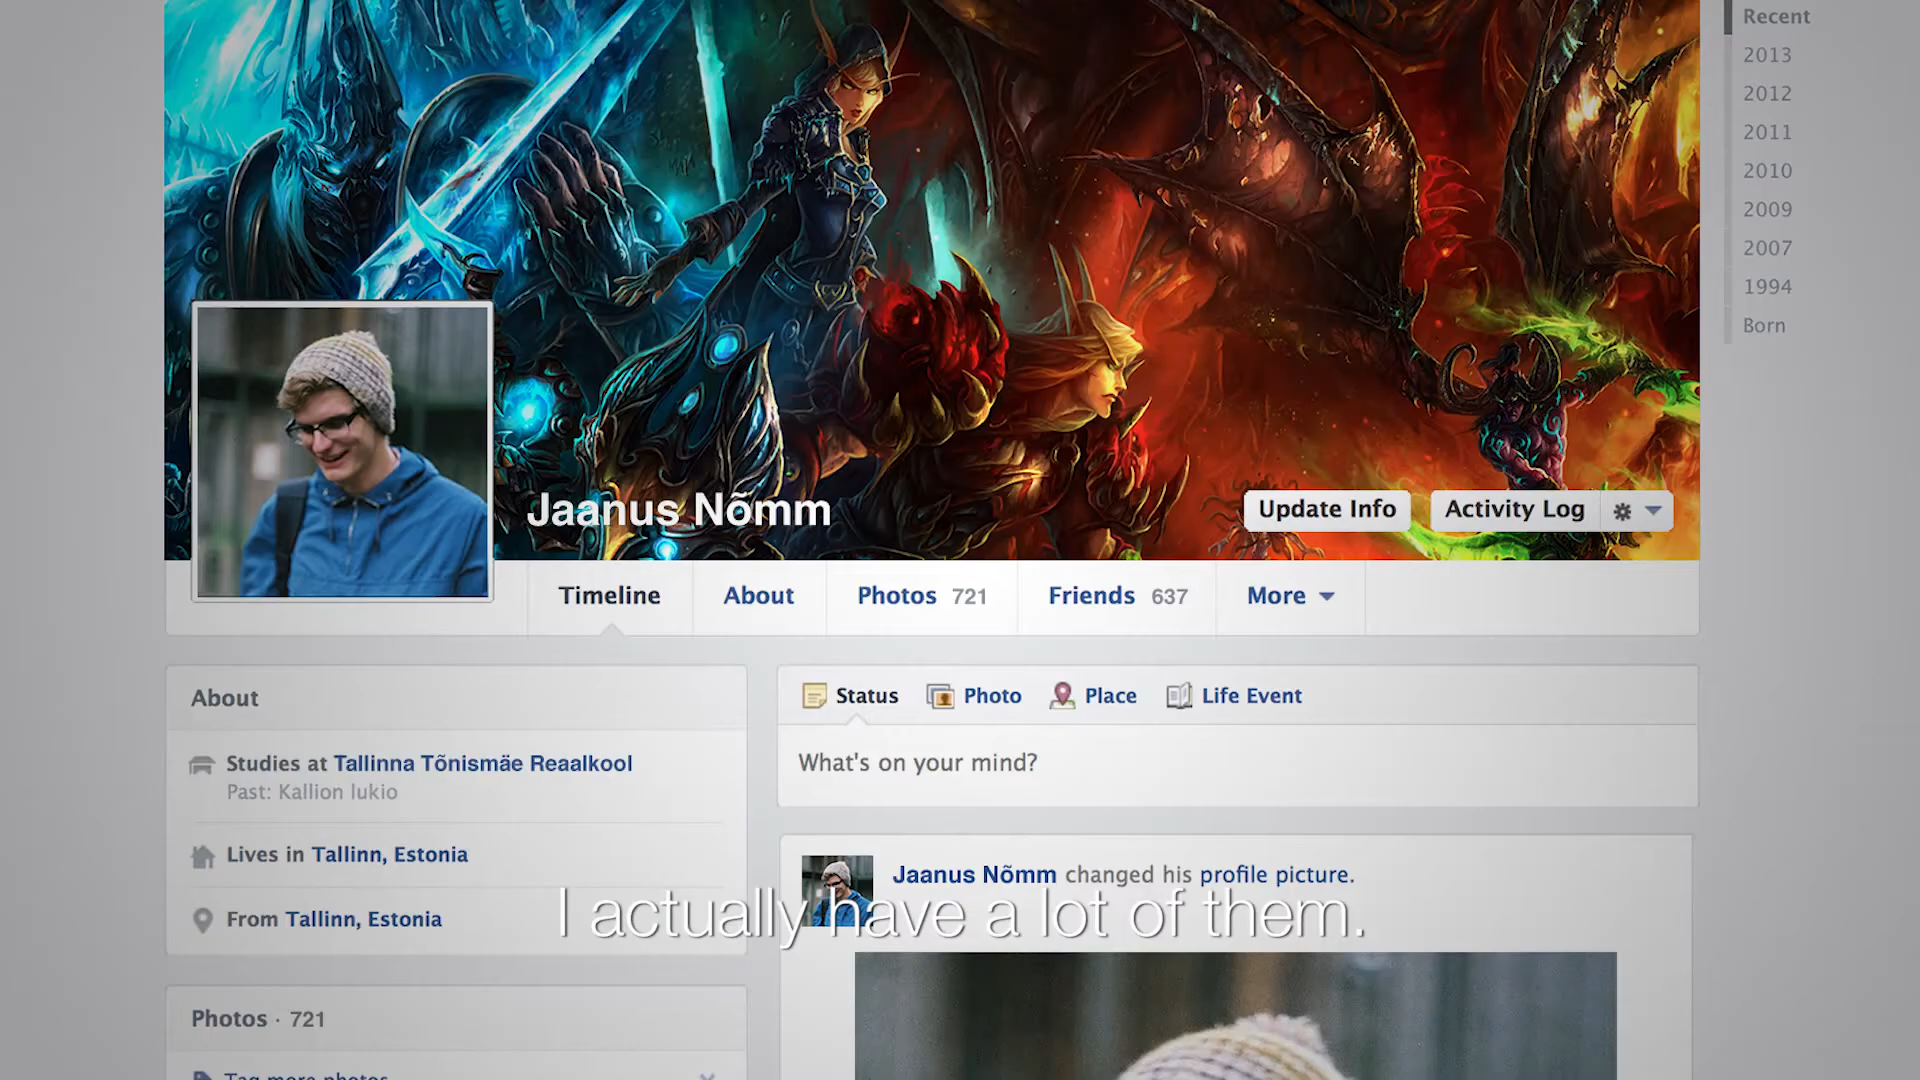 Recent
2013
2012
2011
2010
2009
2007
1994
Born
Jaanus Nõmm
Update Info
Activity Log
Timeline
About
Photos 721
Friends 637
More
About
Studies at Tallinna Tõnismäe Reaalkool
Past: Kallion lukio
Lives in Tallinn, Estonia
From Tallinn, Estonia
Photos · 721
Tag more photos
Status
Photo
Place
Life Event
What's on your mind?
Jaanus Nõmm changed his profile picture.
I actually have a lot of them.